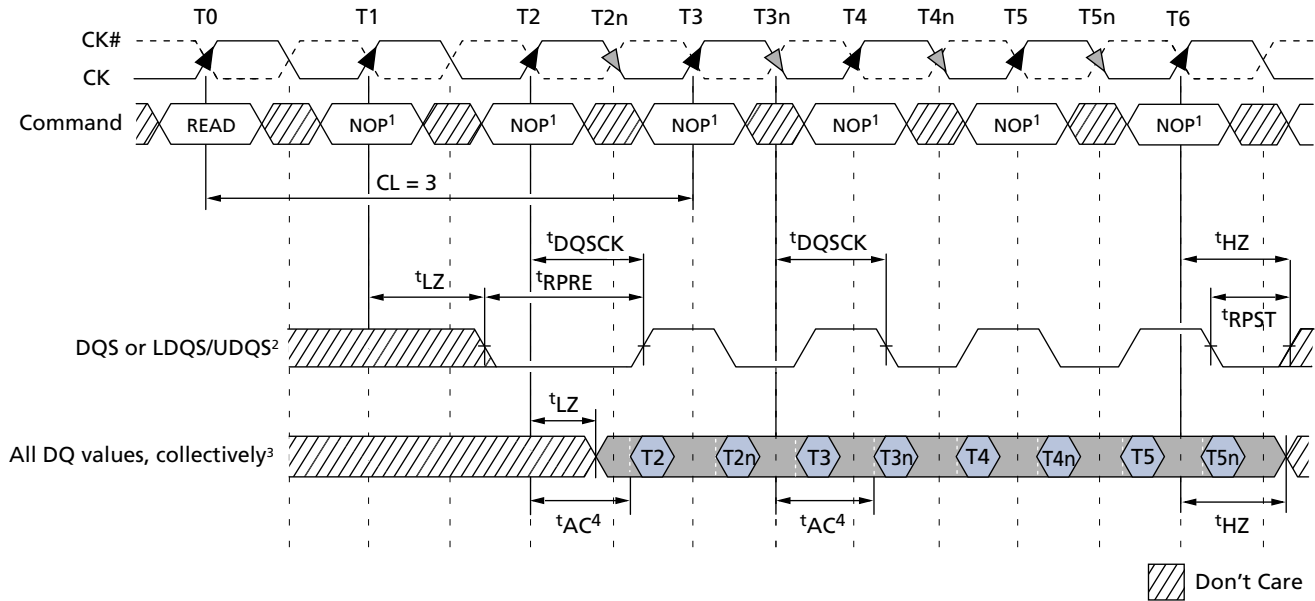 T0 T1 T2 T2n T3 T3n T4 T4n T5 T5n T6
CK#
CK
Command READ NOP¹ NOP¹ NOP¹ NOP¹ NOP¹ NOP¹
CL = 3
tDQSCK tDQSCK tHZ
tLZ tRPRE
tRPST
DQS or LDQS/UDQS²
tLZ
All DQ values, collectively³ T2 T2n T3 T3n T4 T4n T5 T5n
tAC⁴ tAC⁴ tHZ
Don't Care